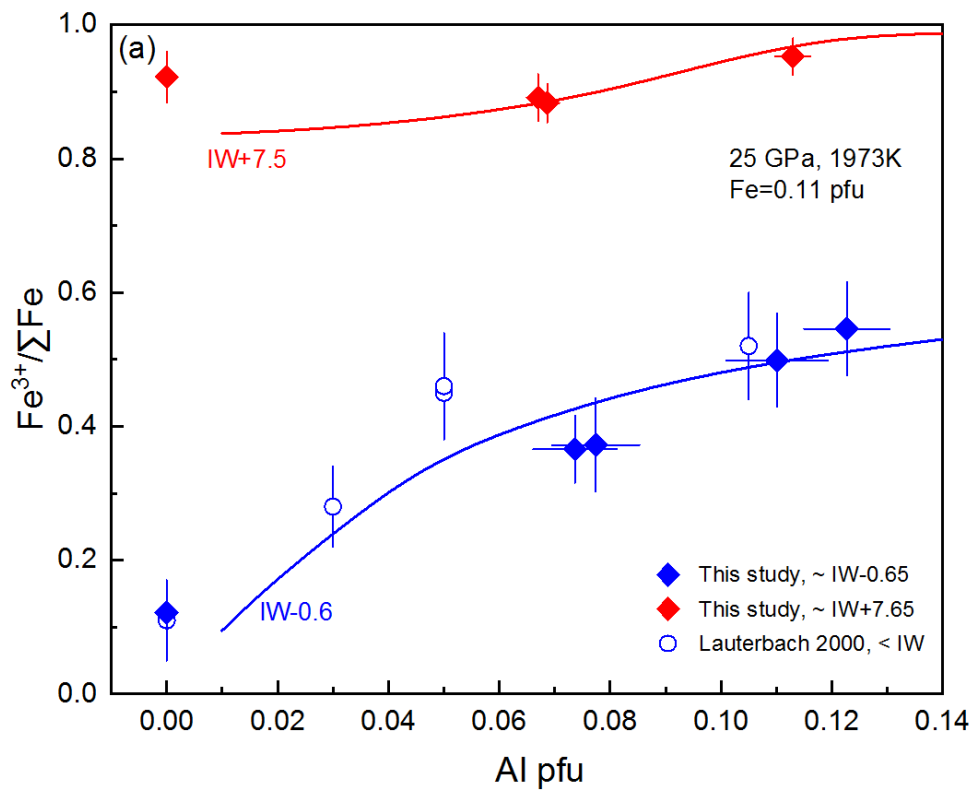 (a)
1.0
0.8
0.6
0.4
0.2
0.0
Fe³⁺/∑Fe
IW+7.5
25 GPa, 1973K
Fe=0.11 pfu
IW-0.6
This study, ~ IW-0.65
This study, ~ IW+7.65
Lauterbach 2000, < IW
0.00 0.02 0.04 0.06 0.08 0.10 0.12 0.14
Al pfu